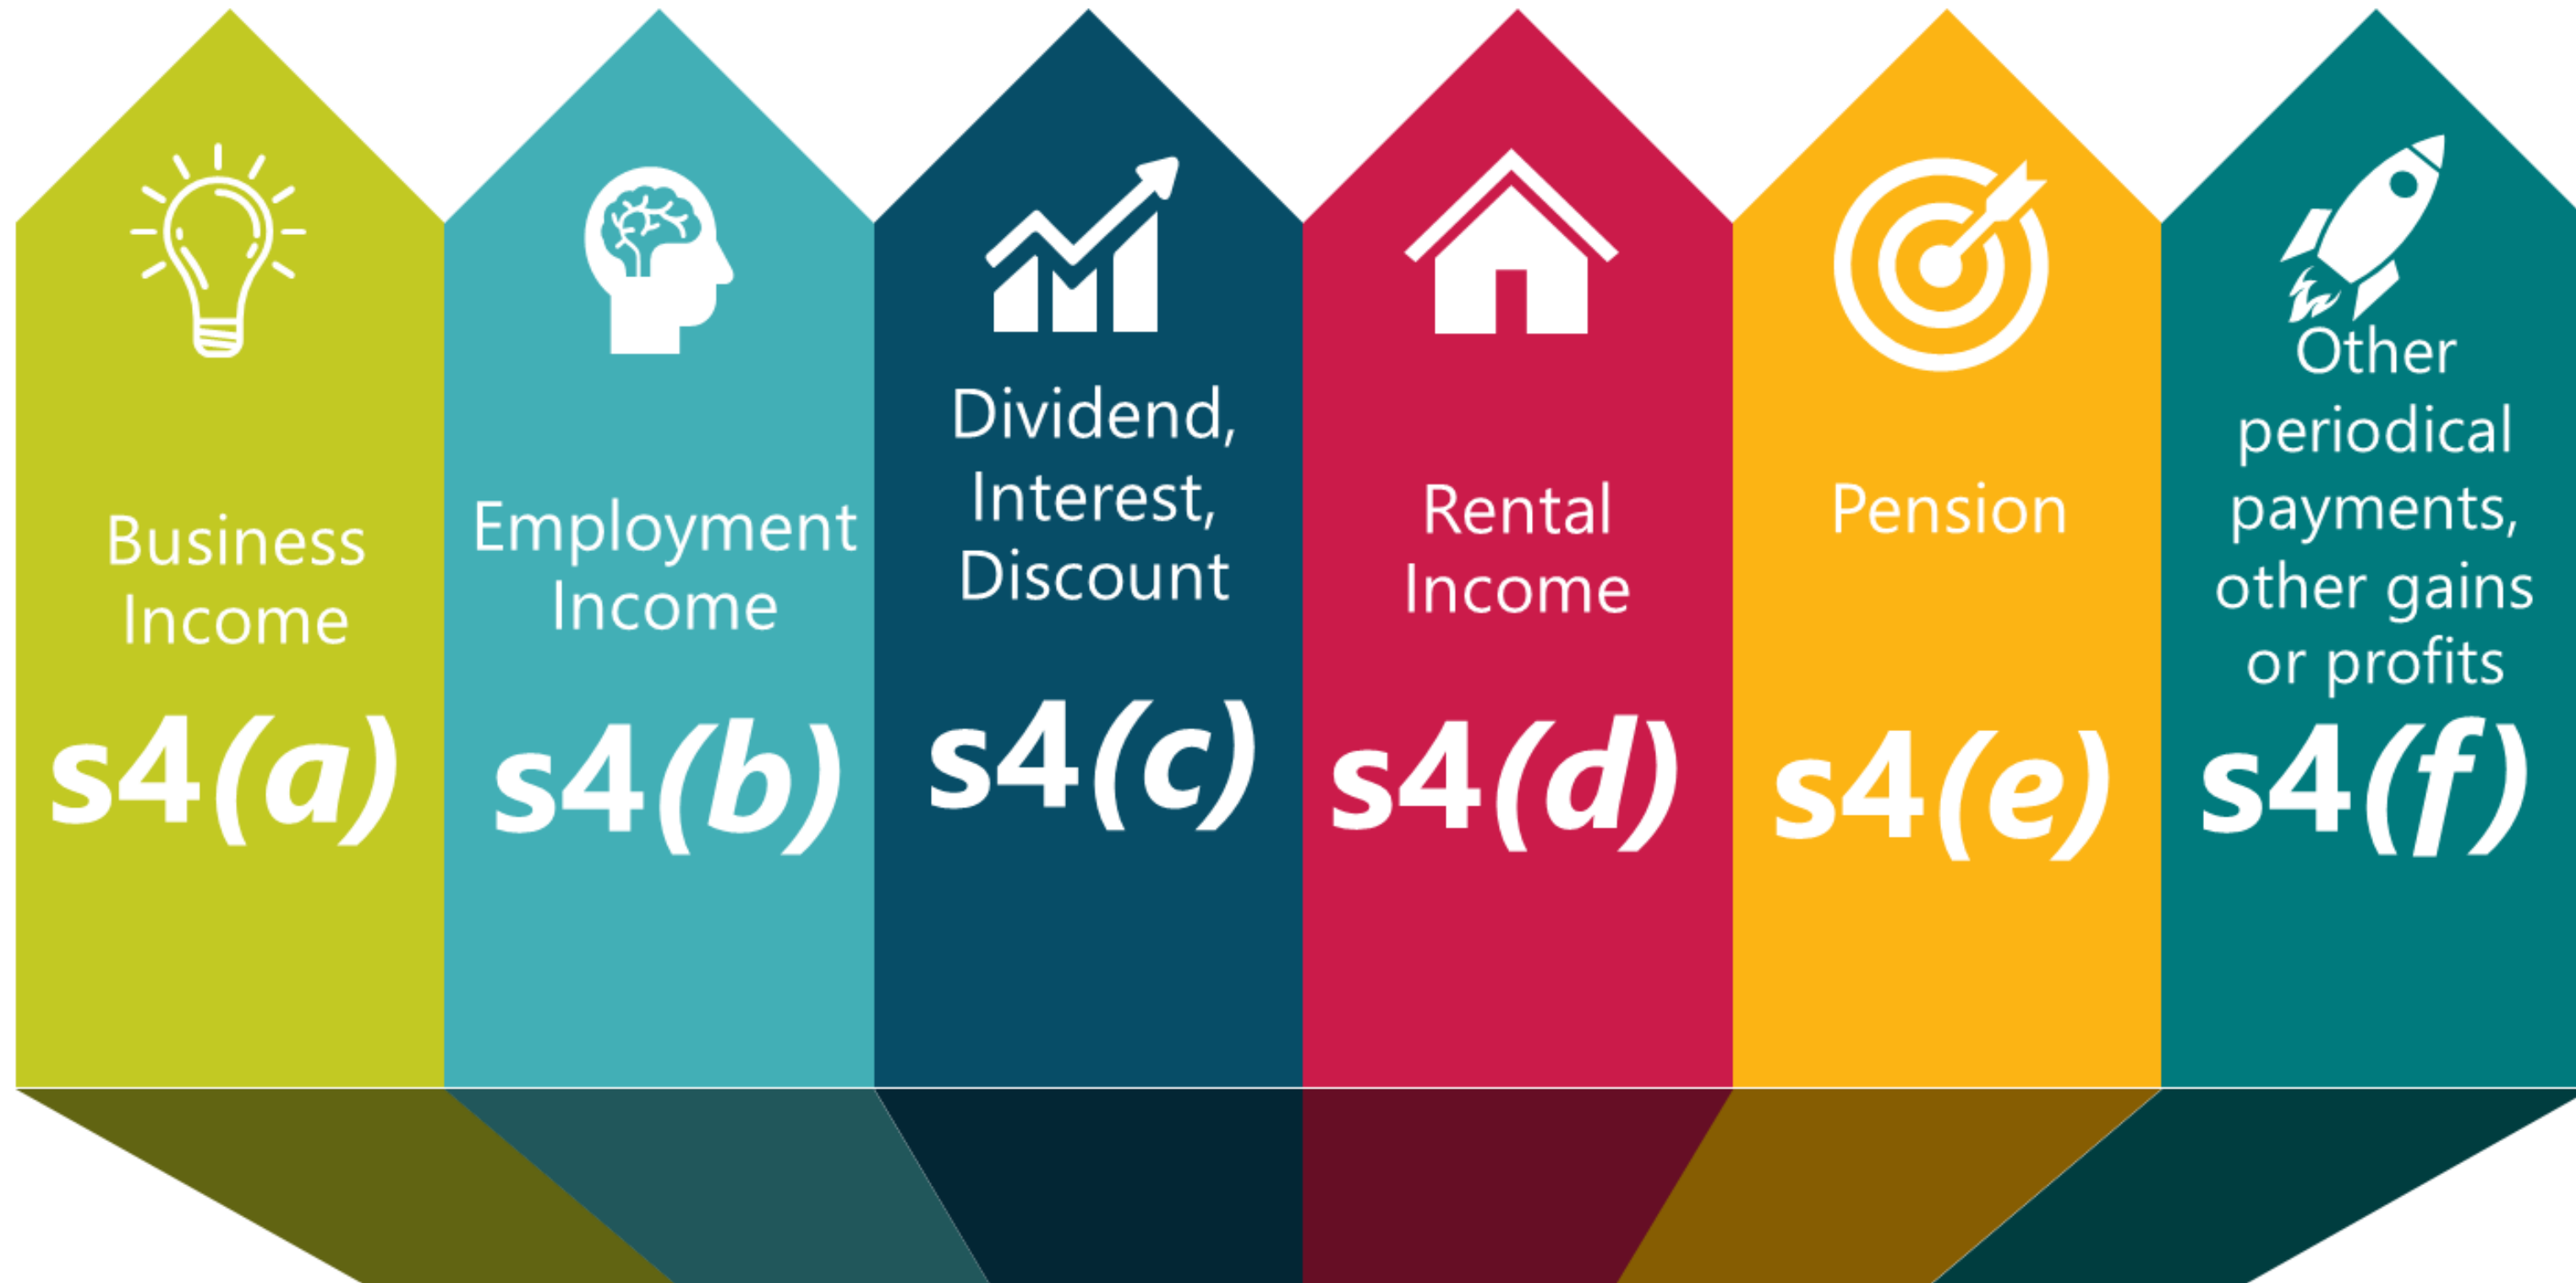 Business
Income
s4(a)
Employment
Income
s4(b)
Dividend,
Interest,
Discount
s4(c)
Rental
Income
s4(d)
Pension
s4(e)
Other
periodical
payments,
other gains
or profits
s4(f)